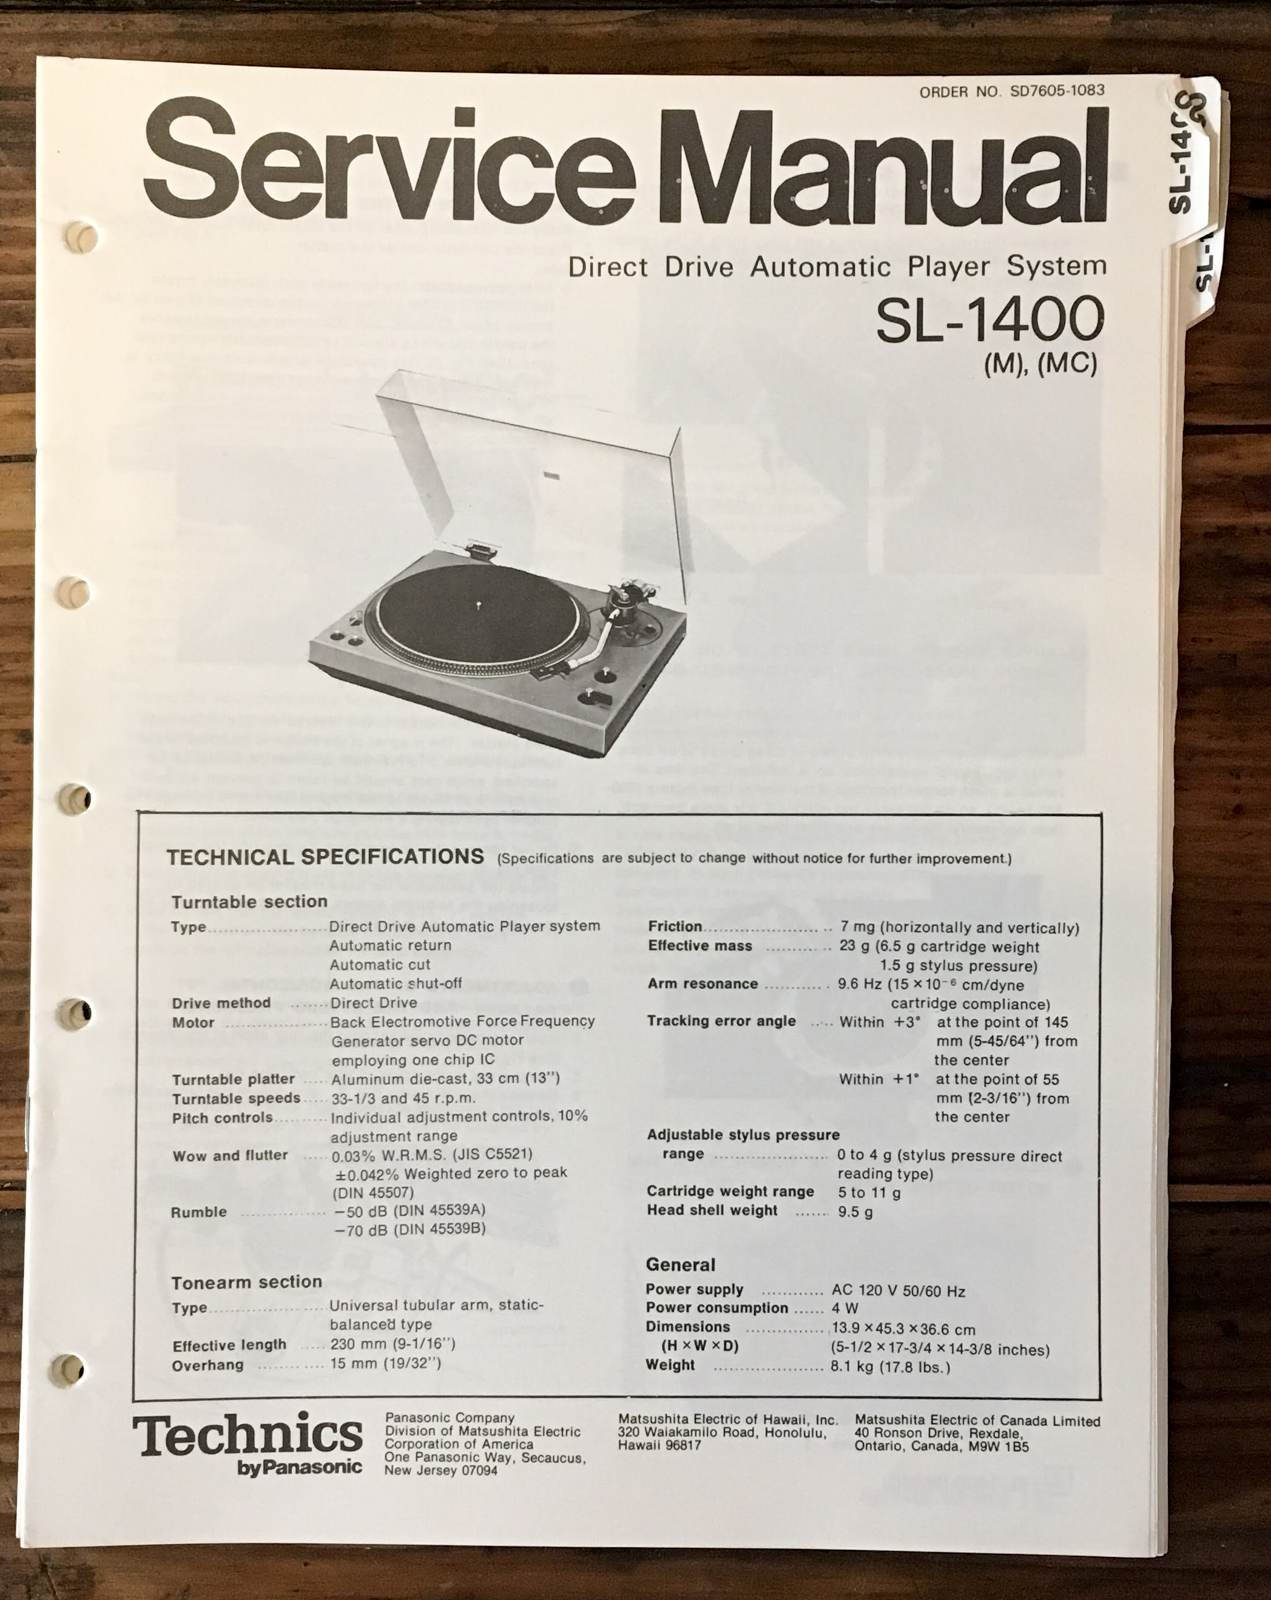 ORDER NO. SD7605-1083
Service Manual
Direct Drive Automatic Player System
SL-1400
(M), (MC)
SL-1400
SL-1
TECHNICAL SPECIFICATIONS (Specifications are subject to change without notice for further improvement.)
Turntable section
Type..................... Direct Drive Automatic Player system
Automatic return
Automatic cut
Automatic shut-off
Drive method ....... Direct Drive
Motor .................. Back Electromotive Force Frequency
Generator servo DC motor
employing one chip IC
Turntable platter ..... Aluminum die-cast, 33 cm (13")
Turntable speeds..... 33-1/3 and 45 r.p.m.
Pitch controls.......... Individual adjustment controls, 10%
adjustment range
Wow and flutter ..... 0.03% W.R.M.S. (JIS C5521)
±0.042% Weighted zero to peak
(DIN 45507)
Rumble ................ −50 dB (DIN 45539A)
−70 dB (DIN 45539B)
Tonearm section
Type..................... Universal tubular arm, static-
balanced type
Effective length ..... 230 mm (9-1/16")
Overhang ............ 15 mm (19/32")
Friction...................... 7 mg (horizontally and vertically)
Effective mass ............ 23 g (6.5 g cartridge weight
1.5 g stylus pressure)
Arm resonance ........... 9.6 Hz (15 × 10⁻⁶ cm/dyne
cartridge compliance)
Tracking error angle ..... Within +3° at the point of 145
mm (5-45/64") from
the center
Within +1° at the point of 55
mm (2-3/16") from
the center
Adjustable stylus pressure
range .................... 0 to 4 g (stylus pressure direct
reading type)
Cartridge weight range 5 to 11 g
Head shell weight ...... 9.5 g
General
Power supply ........... AC 120 V 50/60 Hz
Power consumption ...... 4 W
Dimensions ................ 13.9 × 45.3 × 36.6 cm
(H × W × D) (5-1/2 × 17-3/4 × 14-3/8 inches)
Weight ..................... 8.1 kg (17.8 lbs.)
Technics
by Panasonic
Panasonic Company
Division of Matsushita Electric
Corporation of America
One Panasonic Way, Secaucus,
New Jersey 07094
Matsushita Electric of Hawaii, Inc.
320 Waiakamilo Road, Honolulu,
Hawaii 96817
Matsushita Electric of Canada Limited
40 Ronson Drive, Rexdale,
Ontario, Canada, M9W 1B5